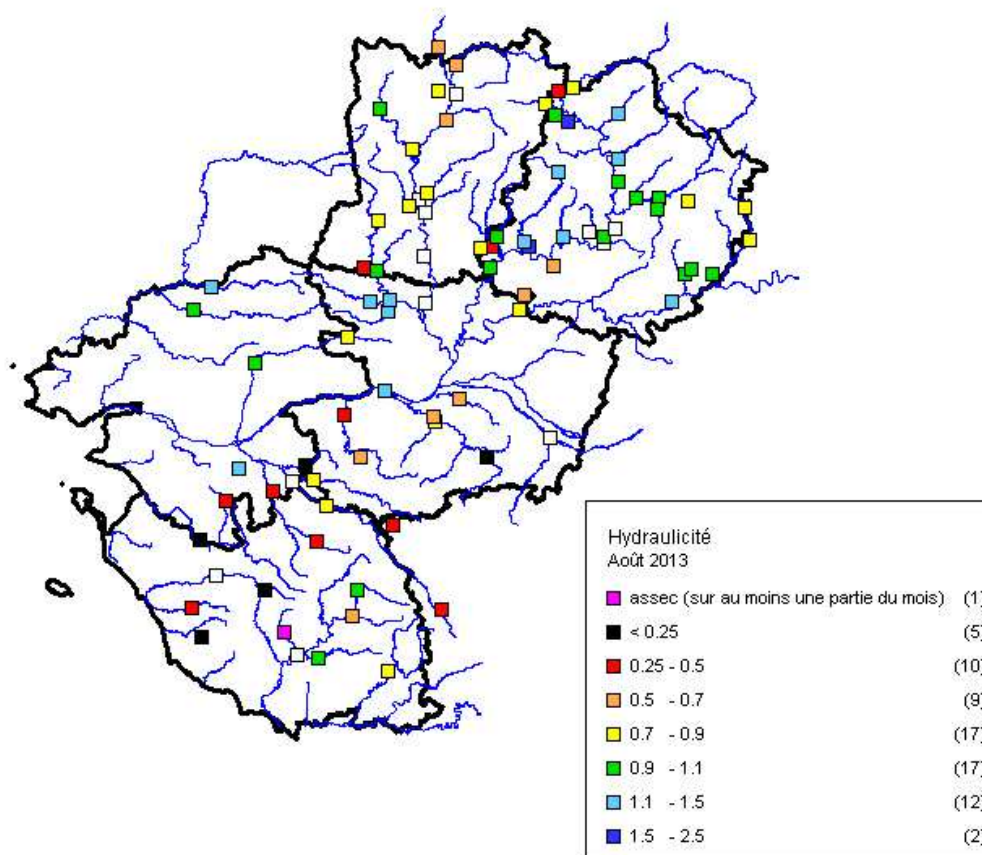 Hydraulicité
Août 2013
assec (sur au moins une partie du mois) (1)
< 0.25 (5)
0.25 - 0.5 (10)
0.5 - 0.7 (9)
0.7 - 0.9 (17)
0.9 - 1.1 (17)
1.1 - 1.5 (12)
1.5 - 2.5 (2)